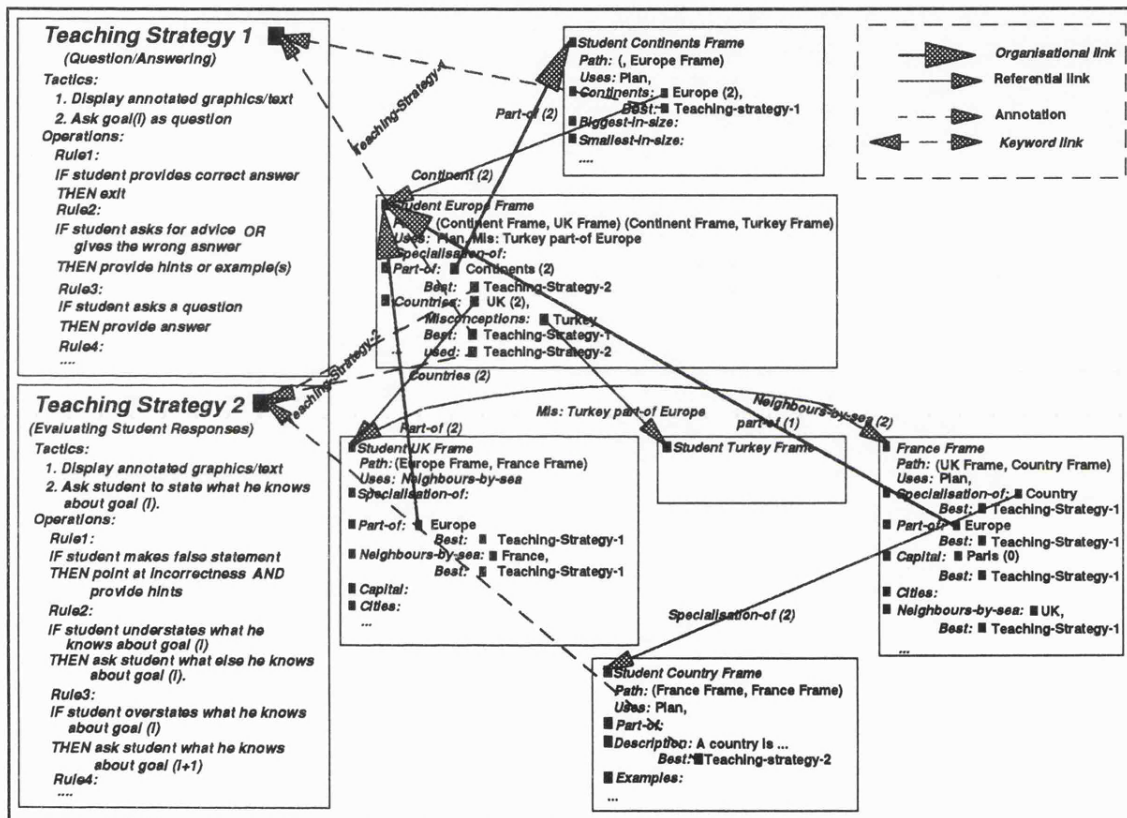 Teaching Strategy 1
(Question/Answering)
Tactics:
1. Display annotated graphics/text
2. Ask goal(I) as question
Operations:
Rule1:
IF student provides correct answer
THEN exit
Rule2:
IF student asks for advice OR
gives the wrong asnwer
THEN provide hints or example(s)
Rule3:
IF student asks a question
THEN provide answer
Rule4:
....
Teaching Strategy 2
(Evaluating Student Responses)
Tactics:
1. Display annotated graphics/text
2. Ask student to state what he knows
about goal (I).
Operations:
Rule1:
IF student makes false statement
THEN point at incorrectness AND
provide hints
Rule2:
IF student understates what he
knows about goal (I)
THEN ask student what else he knows
about goal (I).
Rule3:
IF student overstates what he knows
about goal (I)
THEN ask student what he knows
about goal (I+1)
Rule4:
....
Teaching-Strategy-1
Part-of (2)
Student Continents Frame
Path: (, Europe Frame)
Uses: Plan,
Continents: Europe (2),
Best: Teaching-strategy-1
Biggest-in-size:
Smallest-in-size:
....
Organisational link
Referential link
Annotation
Keyword link
Continent (2)
Student Europe Frame
(Continent Frame, UK Frame) (Continent Frame, Turkey Frame)
Uses: Plan, Mis: Turkey part-of Europe
Specialisation-of:
Part-of: Continents (2)
Best: Teaching-Strategy-2
Countries: UK (2),
Misconceptions: Turkey
Best: Teaching-Strategy-1
... used: Teaching-Strategy-2
Teaching-Strategy-2
Countries (2)
Part-of (2)
Mis: Turkey part-of Europe
Neighbours-by-sea (2)
part-of (1)
Student UK Frame
Path: (Europe Frame, France Frame)
Uses: Neighbours-by-sea
Specialisation-of:
Part-of: Europe
Best: Teaching-Strategy-1
Neighbours-by-sea: France,
Best: Teaching-Strategy-1
Capital:
Cities:
...
Student Turkey Frame
France Frame
Path: (UK Frame, Country Frame)
Uses: Plan,
Specialisation-of: Country
Best: Teaching-Strategy-1
Part-of: Europe
Best: Teaching-Strategy-1
Capital: Paris (0)
Best: Teaching-Strategy-1
Cities:
Neighbours-by-sea: UK,
Best: Teaching-Strategy-1
...
Specialisation-of (2)
Student Country Frame
Path: (France Frame, France Frame)
Uses: Plan,
Part-of:
Description: A country is ...
Best: Teaching-strategy-2
Examples:
...